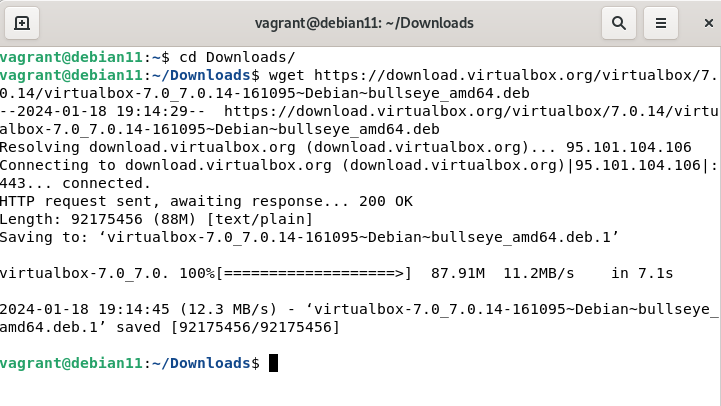 vagrant@debian11: ~/Downloads
vagrant@debian11:~$ cd Downloads/
vagrant@debian11:~/Downloads$ wget https://download.virtualbox.org/virtualbox/7.
0.14/virtualbox-7.0_7.0.14-161095~Debian~bullseye_amd64.deb
--2024-01-18 19:14:29--  https://download.virtualbox.org/virtualbox/7.0.14/virtu
albox-7.0_7.0.14-161095~Debian~bullseye_amd64.deb
Resolving download.virtualbox.org (download.virtualbox.org)... 95.101.104.106
Connecting to download.virtualbox.org (download.virtualbox.org)|95.101.104.106|:
443... connected.
HTTP request sent, awaiting response... 200 OK
Length: 92175456 (88M) [text/plain]
Saving to: ‘virtualbox-7.0_7.0.14-161095~Debian~bullseye_amd64.deb.1’
virtualbox-7.0_7.0. 100%[===================>]  87.91M  11.2MB/s    in 7.1s
2024-01-18 19:14:45 (12.3 MB/s) - ‘virtualbox-7.0_7.0.14-161095~Debian~bullseye_
amd64.deb.1’ saved [92175456/92175456]
vagrant@debian11:~/Downloads$